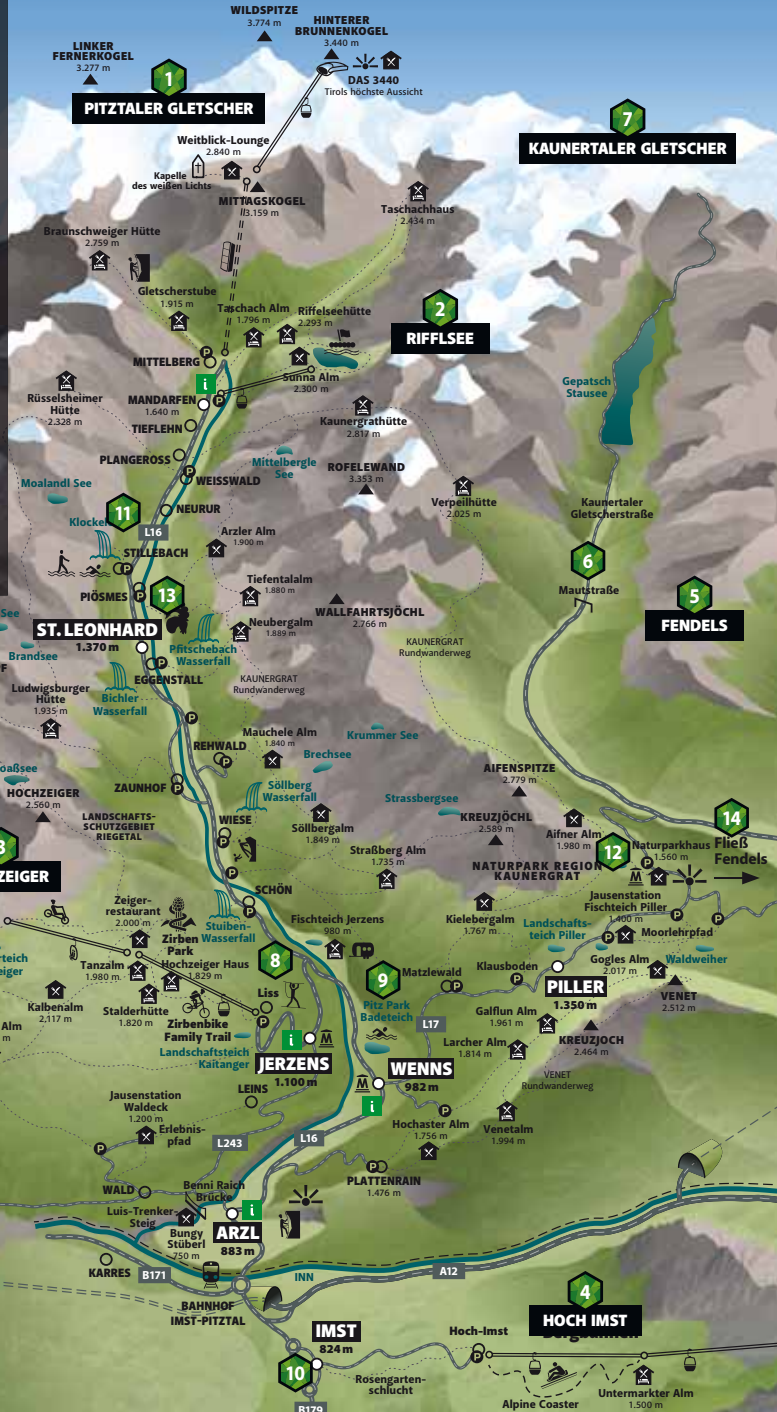 WILDSPITZE
3.774 m
HINTERER
BRUNNENKOGEL
3.440 m
LINKER
FERNERKOGEL
3.277 m
DAS 3440
Tirols höchste Aussicht
1
PITZTALER GLETSCHER
7
KAUNERTALER GLETSCHER
Weitblick-Lounge
2.840 m
Kapelle
des weißen Lichts
MITTAGSKOGEL
3.159 m
Taschachhaus
2.434 m
Braunschweiger Hütte
2.759 m
Gletscherstube
1.915 m
Taschach Alm
1.796 m
Riffelseehütte
2.293 m
2
RIFFLSEE
P
MITTELBERG
i
Sunna Alm
2.300 m
Gepatsch
Stausee
Rüsselsheimer
Hütte
2.328 m
MANDARFEN
1.640 m
P
TIEFLEHN
Kaunergrathütte
2.817 m
PLANGEROSS
Mittelbergle
See
ROFELEWAND
3.353 m
P
WEISSWALD
Moalandl See
Verpeilhütte
2.025 m
Kaunertaler
Gletscherstraße
11
NEURUR
Klocke
L16
Arzler Alm
1.900 m
STILLEBACH
P
6
Mautstraße
Tiefentalalm
1.880 m
PIÖSMES
P
13
5
FENDELS
WALLFAHRTSJÖCHL
2.766 m
See
ST. LEONHARD
1.370 m
Neubergalm
1.889 m
Pfitschebach
Wasserfall
KAUNERGRAT
Rundwanderweg
Brandsee
F
P
EGGENSTALL
KAUNERGRAT
Rundwanderweg
Ludwigsburger
Hütte
1.935 m
Bichler
Wasserfall
P
Mauchele Alm
1.840 m
Krummer See
REHWALD
P
Brechsee
oaßsee
HOCHZEIGER
2.560 m
ZAUNHOF
P
AIFENSPITZE
2.779 m
Söllberg
Wasserfall
Strassbergsee
LANDSCHAFTS-
SCHUTZGEBIET
RIEGETAL
WIESE
P
Söllbergalm
1.849 m
KREUZJÖCHL
2.589 m
Aifner Alm
1.980 m
14
Fließ
Fendels
3
ZEIGER
Straßberg Alm
1.735 m
12
P
Naturparkhaus
1.560 m
NATURPARK REGION
KAUNERGRAT
P
SCHÖN
P
Jausenstation
Fischteich Piller
1.400 m
P
P
Zeiger-
restaurant
2.000 m
Zirben
Park
Stuiben-
Wasserfall
Fischteich Jerzens
980 m
Kielebergalm
1.767 m
Landschafts-
teich Piller
P
Moorlehrpfad
rteich
eiger
Tanzalm
1.980 m
Hochzeiger Haus
1.829 m
8
9
Matzlewald
P
Klausboden
P
Gogles Alm
2.017 m
Waldweiher
PILLER
1.350 m
VENET
2.512 m
Kalbenalm
2,117 m
Stalderhütte
1.820 m
Liss
P
Pitz Park
Badeteich
Alm
m
Zirbenbike
Family Trail
L17
Galflun Alm
1.961 m
Landschaftsteich
Kaitanger
i
Larcher Alm
1.814 m
KREUZJOCH
2.464 m
JERZENS
1.100 m
WENNS
982 m
VENET
Rundwanderweg
LEINS
i
Jausenstation
Waldeck
1.200 m
P
Hochaster Alm
1.756 m
Venetalm
1.994 m
Erlebnis-
pfad
P
L243
L16
P
PLATTENRAIN
1.476 m
WALD
Benni Raich
Brücke
i
Luis-Trenker-
Steig
Bungy
Stüberl
750 m
ARZL
883 m
KARRES
B171
INN
A12
BAHNHOF
IMST-PITZTAL
4
HOCH IMST
IMST
824 m
Hoch-Imst
P
10
Rosengarten-
schlucht
Alpine Coaster
Untermarkter Alm
1.500 m
B179